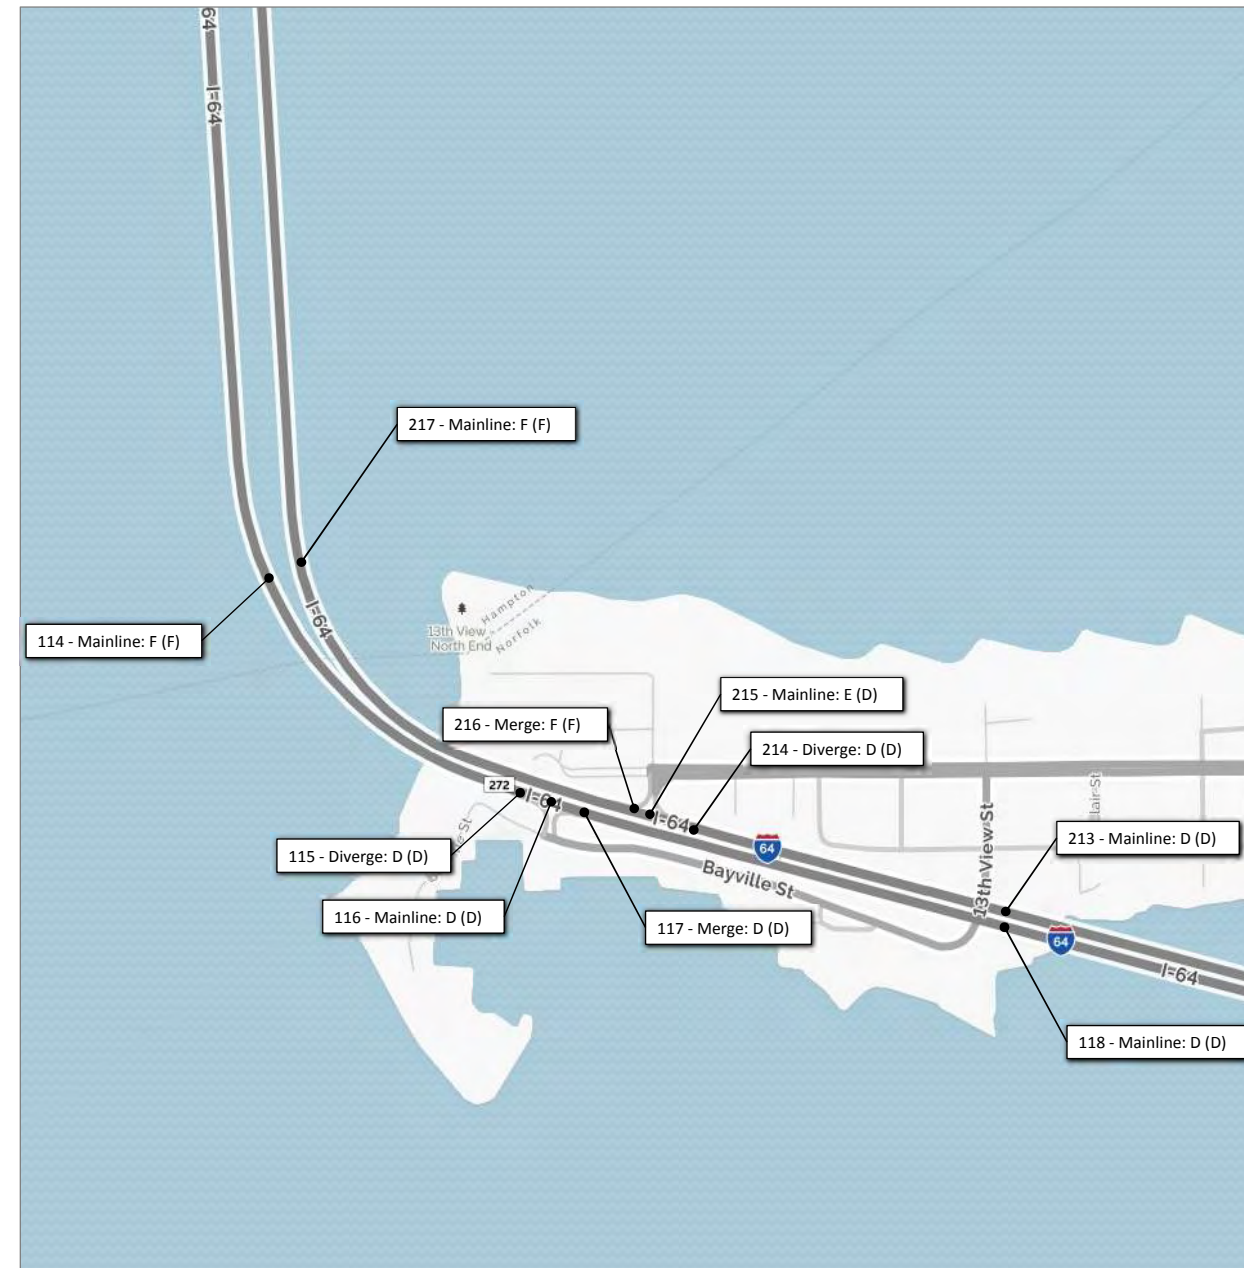 64
I-64
217 - Mainline: F (F)
I-64
114 - Mainline: F (F)
Hampton
Norfolk
13th View
North End
215 - Mainline: E (D)
216 - Merge: F (F)
214 - Diverge: D (D)
272
I-64
I-64
64
115 - Diverge: D (D)
Bayville St
13th View St
213 - Mainline: D (D)
116 - Mainline: D (D)
117 - Merge: D (D)
64
I-64
118 - Mainline: D (D)